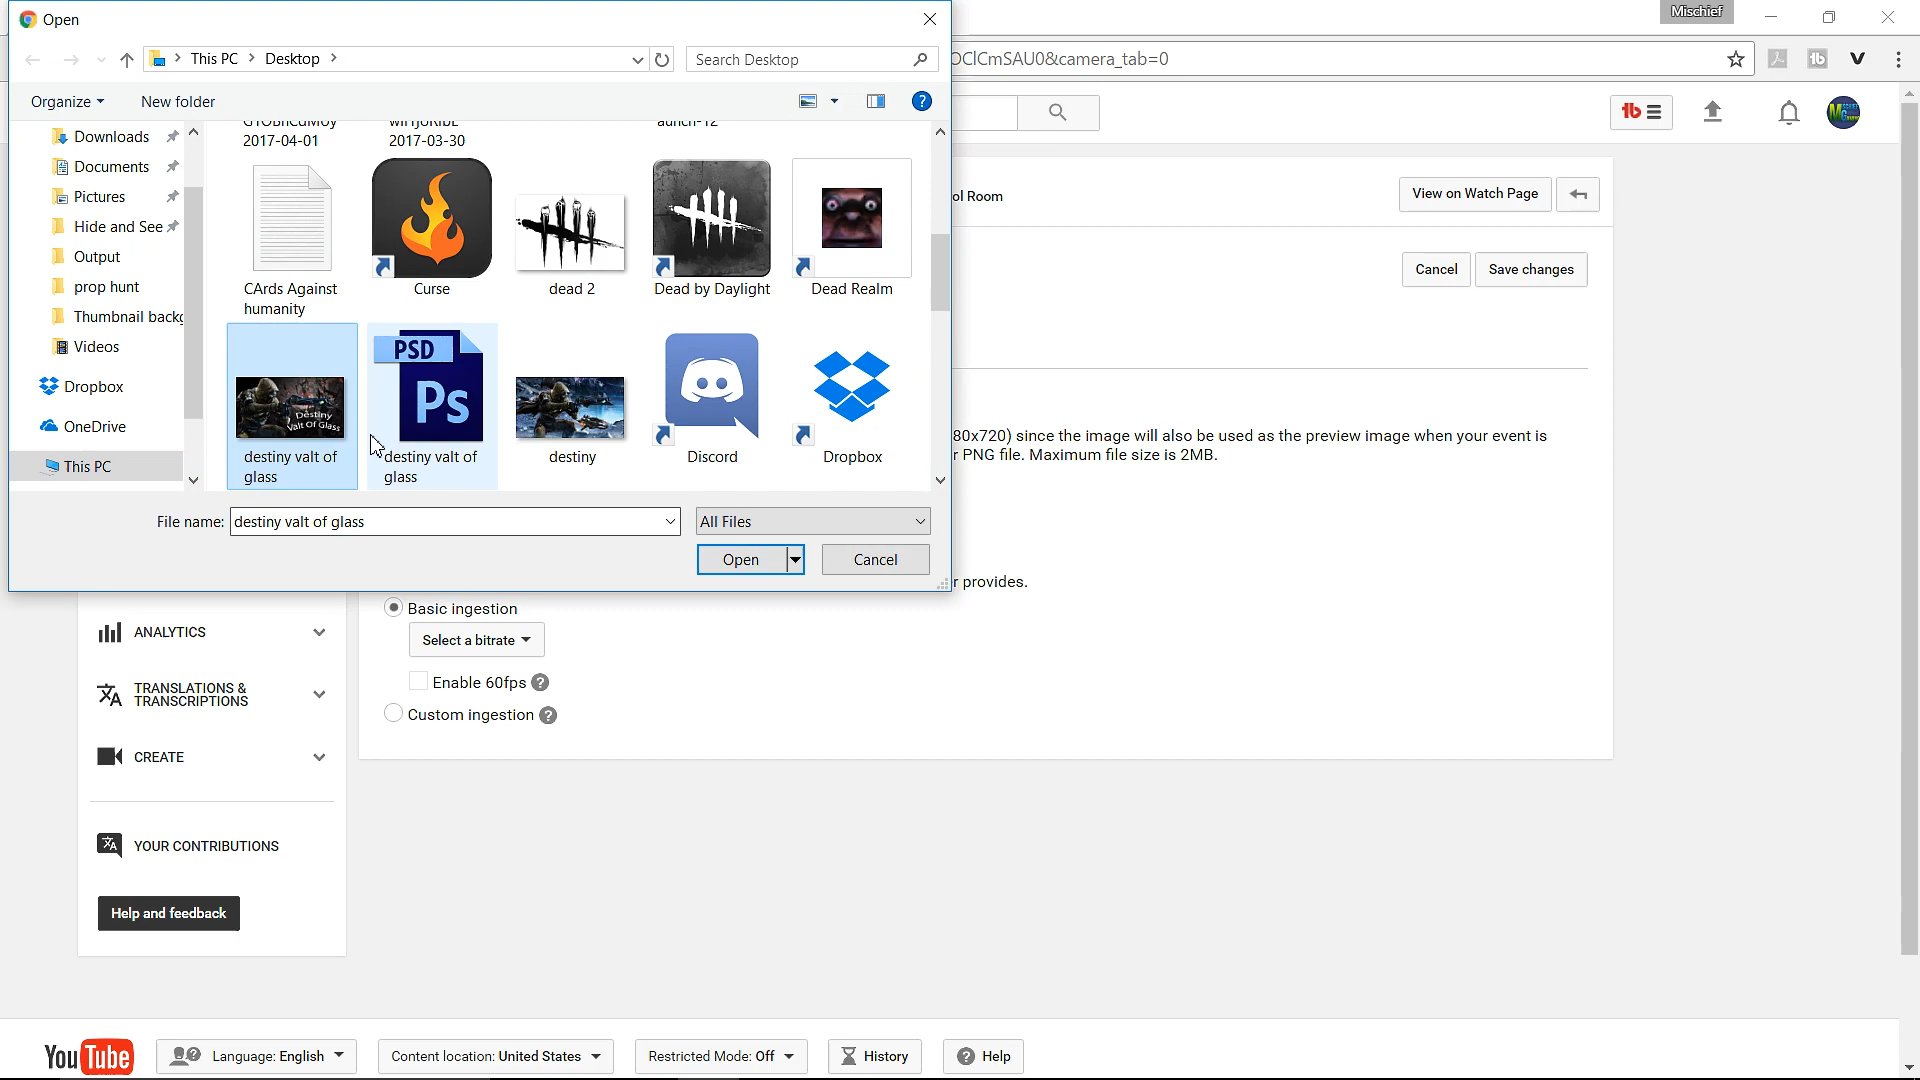 Open
Mischief
This PC
Desktop
Search Desktop
OClCmSAU0&camera_tab=0
Organize
New folder
Downloads
Documents
Pictures
Hide and See
Output
prop hunt
Thumbnail backg
Videos
Dropbox
OneDrive
This PC
2017-04-01
2017-03-30
CArds Against
humanity
Curse
dead 2
Dead by Daylight
Dead Realm
PSD
Ps
Destiny
Valt Of Glass
destiny valt of
glass
destiny valt of
glass
destiny
Discord
Dropbox
File name:
destiny valt of glass
All Files
Open
Cancel
ol Room
View on Watch Page
Cancel
Save changes
80x720) since the image will also be used as the preview image when your event is
r PNG file. Maximum file size is 2MB.
r provides.
Basic ingestion
Select a bitrate
Enable 60fps ?
Custom ingestion ?
ANALYTICS
TRANSLATIONS &
TRANSCRIPTIONS
CREATE
YOUR CONTRIBUTIONS
Help and feedback
YouTube
Language: English
Content location: United States
Restricted Mode: Off
History
Help